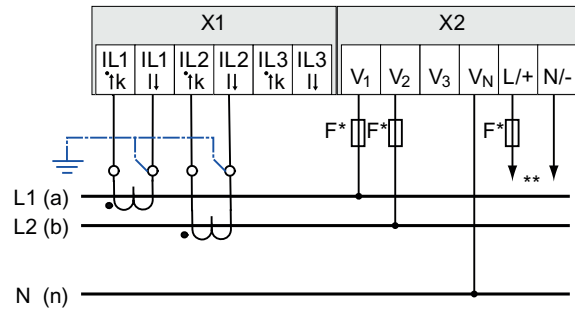 X1 X2
IL1 IL1 IL2 IL2 IL3 IL3
↑k l↓ ↑k l↓ ↑k l↓
V1 V2 V3 VN L/+ N/-
F* F* F*
**
L1 (a)
L2 (b)
N (n)